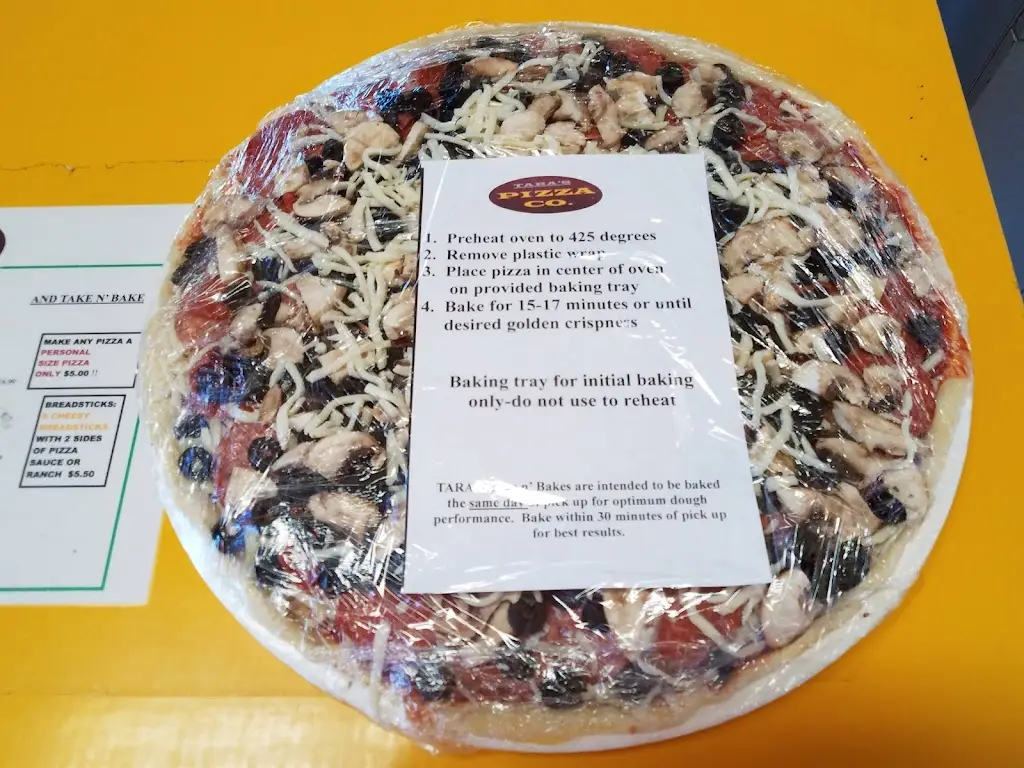 AND TAKE N' BAKE
MAKE ANY PIZZA A
PERSONAL
SIZE PIZZA
ONLY $5.00 !!
BREADSTICKS:
CHEESY
BREADSTICKS
WITH 2 SIDES
OF PIZZA
SAUCE OR
RANCH $5.50
TARA'S
PIZZA
CO.
1. Preheat oven to 425 degrees
2. Remove plastic wrap
3. Place pizza in center of oven
on provided baking tray
4. Bake for 15-17 minutes or until
desired golden crispness
Baking tray for initial baking
only-do not use to reheat
TARA n' Bakes are intended to be baked
the same day pick up for optimum dough
performance. Bake within 30 minutes of pick up
for best results.